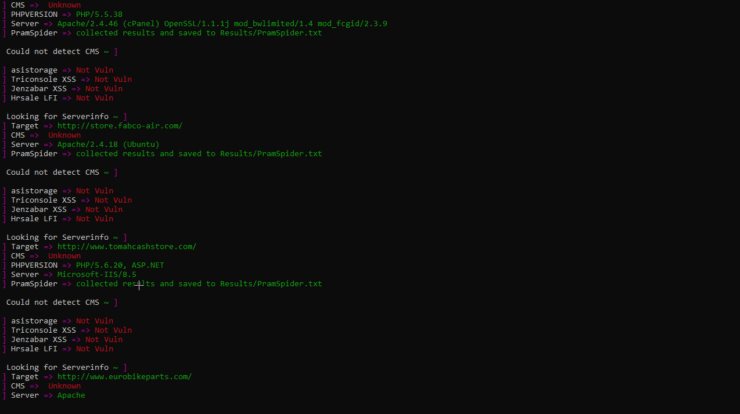 ] CMS => Unknown
] PHPVERSION => PHP/5.5.38
] Server => Apache/2.4.46 (cPanel) OpenSSL/1.1.1j mod_bwlimited/1.4 mod_fcgid/2.3.9
] PramSpider => collected results and saved to Results/PramSpider.txt
Could not detect CMS ~ ]
] asistorage => Not Vuln
] Triconsole XSS => Not Vuln
] Jenzabar XSS => Not Vuln
] Hrsale LFI => Not Vuln
Looking for Serverinfo ~ ]
] Target => http://store.fabco-air.com/
] CMS => Unknown
] Server => Apache/2.4.18 (Ubuntu)
] PramSpider => collected results and saved to Results/PramSpider.txt
Could not detect CMS ~ ]
] asistorage => Not Vuln
] Triconsole XSS => Not Vuln
] Jenzabar XSS => Not Vuln
] Hrsale LFI => Not Vuln
Looking for Serverinfo ~ ]
] Target => http://www.tomahcashstore.com/
] CMS => Unknown
] PHPVERSION => PHP/5.6.20, ASP.NET
] Server => Microsoft-IIS/8.5
] PramSpider => collected results and saved to Results/PramSpider.txt
Could not detect CMS ~ ]
] asistorage => Not Vuln
] Triconsole XSS => Not Vuln
] Jenzabar XSS => Not Vuln
] Hrsale LFI => Not Vuln
Looking for Serverinfo ~ ]
] Target => http://www.eurobikeparts.com/
] CMS => Unknown
] Server => Apache